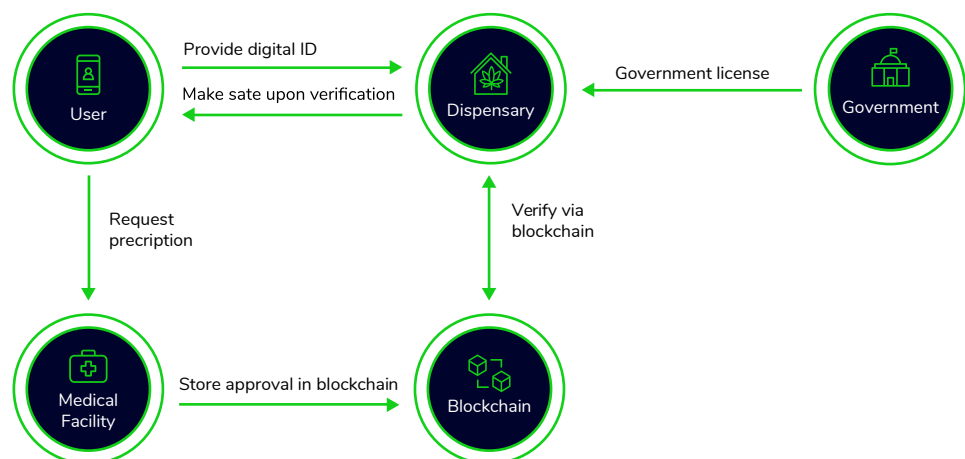 Provide digital ID
Make sate upon verification
User
Dispensary
Government license
Government
Request
precription
Verify via
blockchain
Medical
Facility
Store approval in blockchain
Blockchain